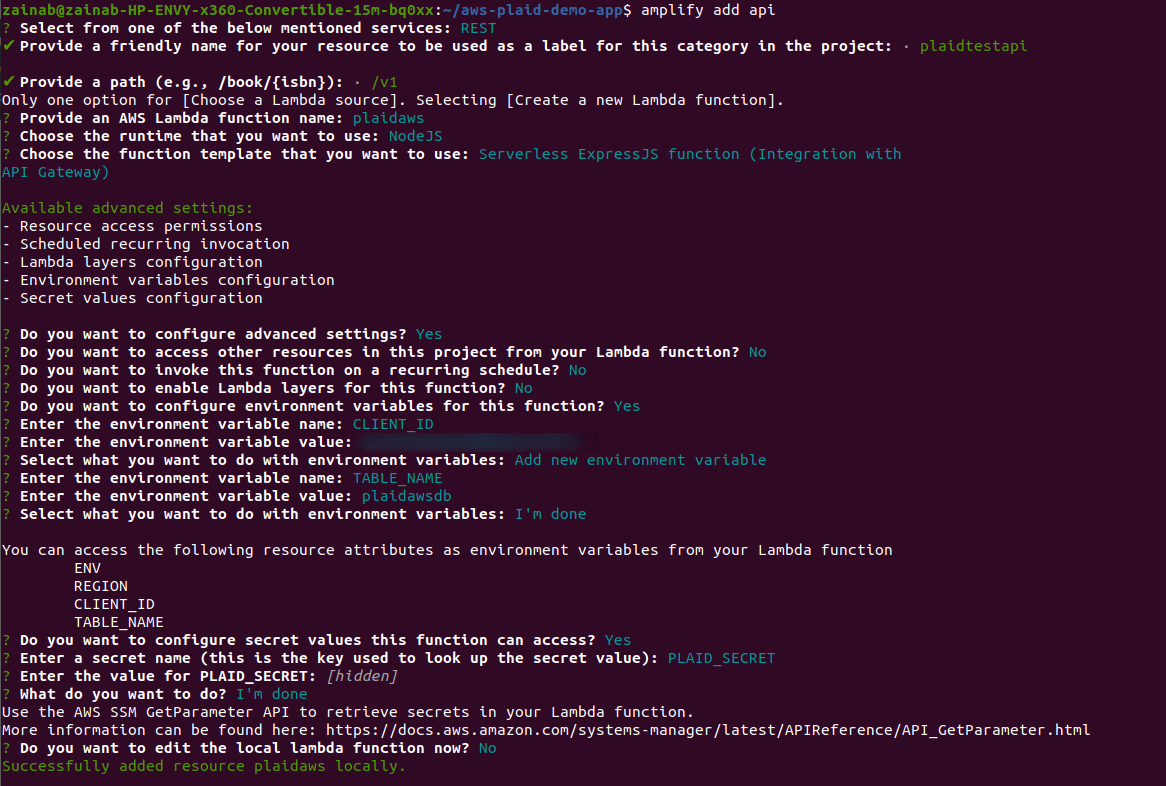 zainab@zainab-HP-ENVY-x360-Convertible-15m-bq0xx:~/aws-plaid-demo-app$ amplify add api
? Select from one of the below mentioned services: REST
✔ Provide a friendly name for your resource to be used as a label for this category in the project: · plaidtestapi
✔ Provide a path (e.g., /book/{isbn}): · /v1
Only one option for [Choose a Lambda source]. Selecting [Create a new Lambda function].
? Provide an AWS Lambda function name: plaidaws
? Choose the runtime that you want to use: NodeJS
? Choose the function template that you want to use: Serverless ExpressJS function (Integration with
API Gateway)
Available advanced settings:
- Resource access permissions
- Scheduled recurring invocation
- Lambda layers configuration
- Environment variables configuration
- Secret values configuration
? Do you want to configure advanced settings? Yes
? Do you want to access other resources in this project from your Lambda function? No
? Do you want to invoke this function on a recurring schedule? No
? Do you want to enable Lambda layers for this function? No
? Do you want to configure environment variables for this function? Yes
? Enter the environment variable name: CLIENT_ID
? Enter the environment variable value:
? Select what you want to do with environment variables: Add new environment variable
? Enter the environment variable name: TABLE_NAME
? Enter the environment variable value: plaidawsdb
? Select what you want to do with environment variables: I'm done
You can access the following resource attributes as environment variables from your Lambda function
ENV
REGION
CLIENT_ID
TABLE_NAME
? Do you want to configure secret values this function can access? Yes
? Enter a secret name (this is the key used to look up the secret value): PLAID_SECRET
? Enter the value for PLAID_SECRET: [hidden]
? What do you want to do? I'm done
Use the AWS SSM GetParameter API to retrieve secrets in your Lambda function.
More information can be found here: https://docs.aws.amazon.com/systems-manager/latest/APIReference/API_GetParameter.html
? Do you want to edit the local lambda function now? No
Successfully added resource plaidaws locally.